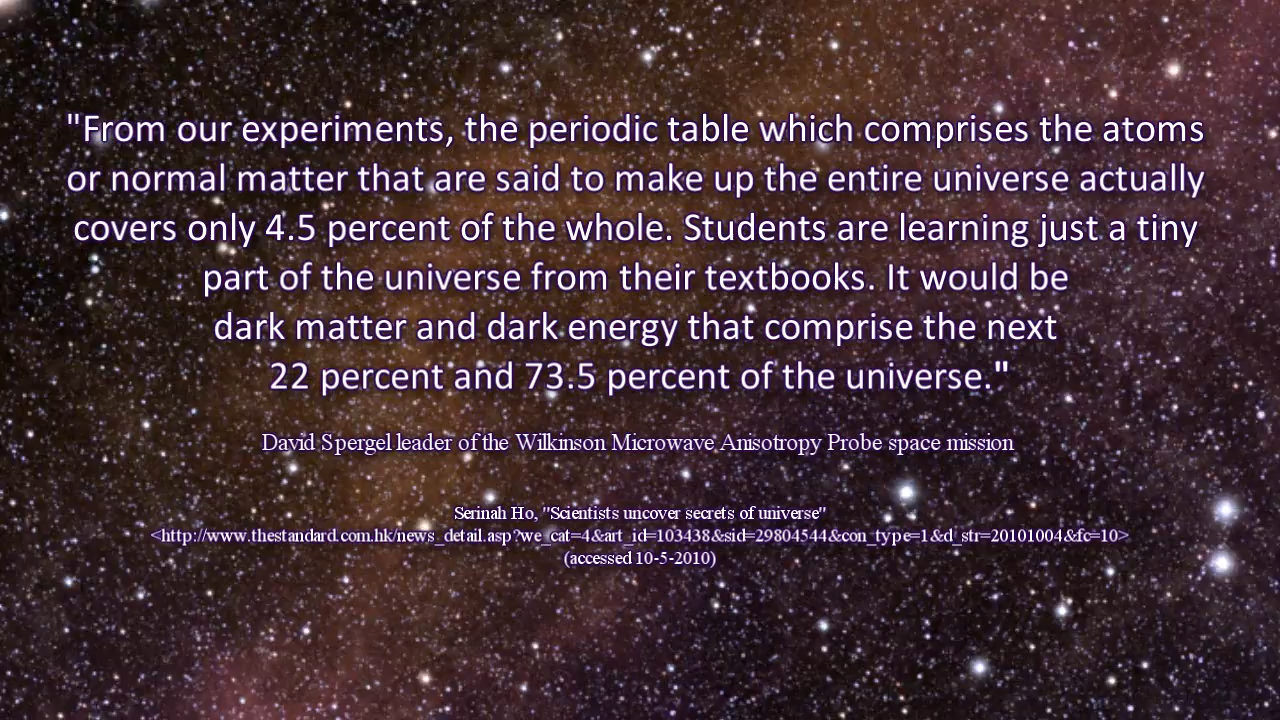 "From our experiments, the periodic table which comprises the atoms
or normal matter that are said to make up the entire universe actually
covers only 4.5 percent of the whole. Students are learning just a tiny
part of the universe from their textbooks. It would be
dark matter and dark energy that comprise the next
22 percent and 73.5 percent of the universe."
David Spergel leader of the Wilkinson Microwave Anisotropy Probe space mission
Serinah Ho, "Scientists uncover secrets of universe"
<http://www.thestandard.com.hk/news_detail.asp?we_cat=4&art_id=103438&sid=29804544&con_type=1&d_str=20101004&fc=10>
(accessed 10-5-2010)